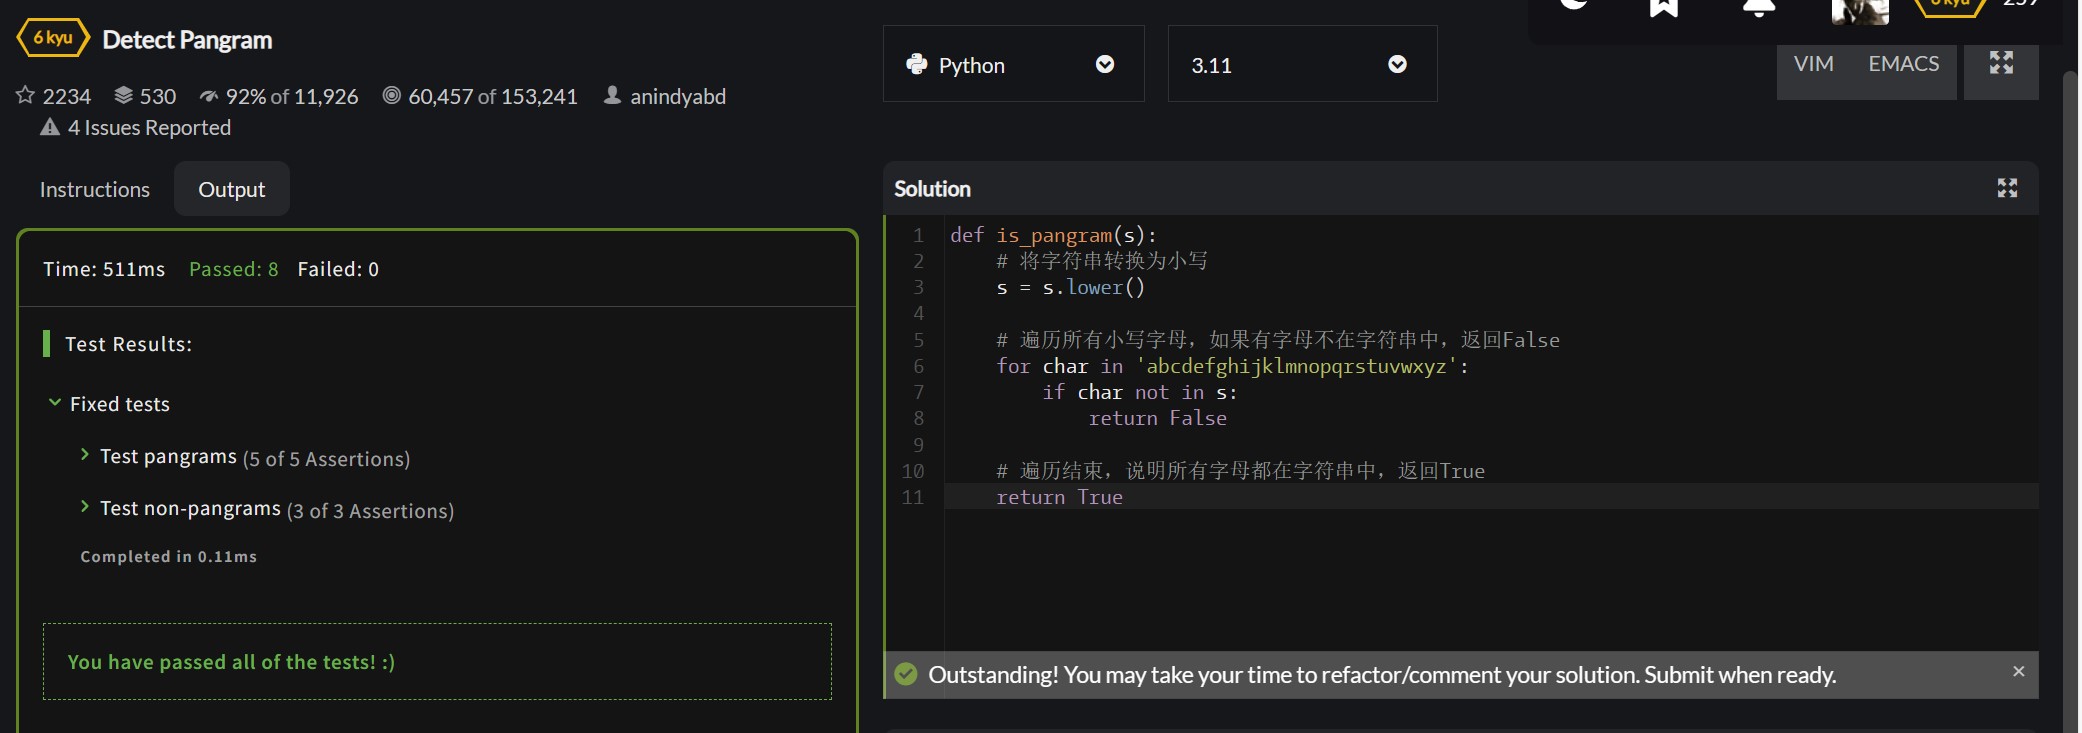 6 kyu
Detect Pangram
2234 530 92% of 11,926 60,457 of 153,241 anindyabd
4 Issues Reported
Python
3.11
VIM EMACS
Instructions
Output
Time: 511ms Passed: 8 Failed: 0
Test Results:
Fixed tests
Test pangrams (5 of 5 Assertions)
Test non-pangrams (3 of 3 Assertions)
Completed in 0.11ms
You have passed all of the tests! :)
Solution
1 def is_pangram(s):
2 # 将字符串转换为小写
3 s = s.lower()
4
5 # 遍历所有小写字母，如果有字母不在字符串中，返回False
6 for char in 'abcdefghijklmnopqrstuvwxyz':
7 if char not in s:
8 return False
9
10 # 遍历结束，说明所有字母都在字符串中，返回True
11 return True
Outstanding! You may take your time to refactor/comment your solution. Submit when ready.